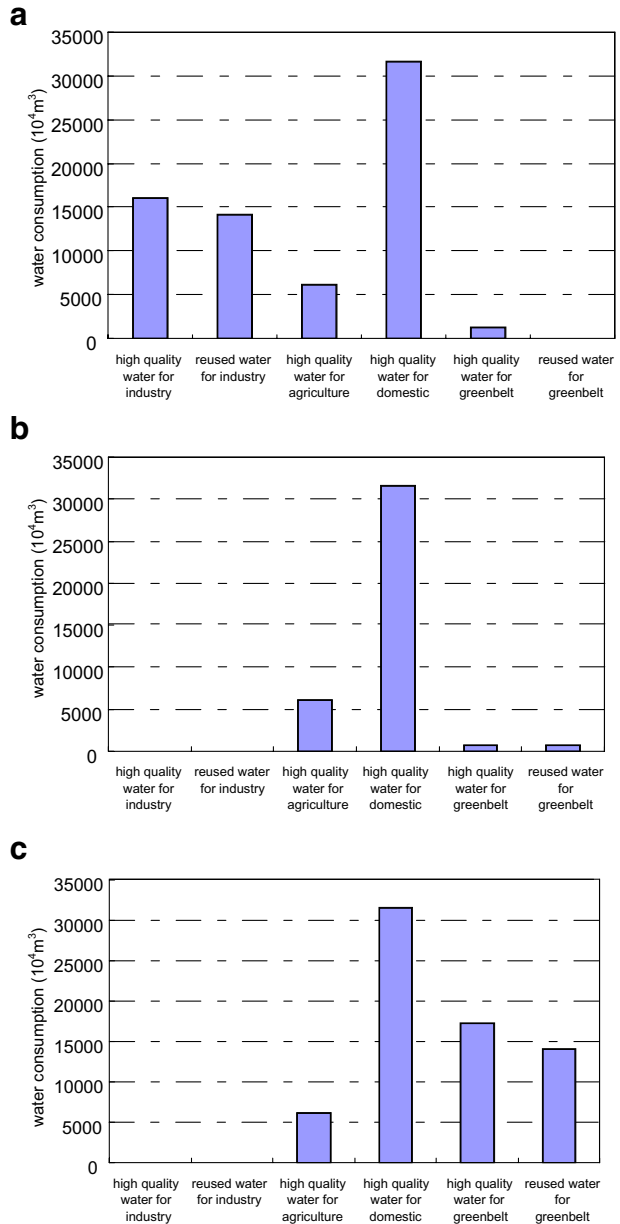 a
35000
30000
25000
20000
15000
10000
5000
0
water consumption (10⁴m³)
high quality water for industry
reused water for industry
high quality water for agriculture
high quality water for domestic
high quality water for greenbelt
reused water for greenbelt
b
35000
30000
25000
20000
15000
10000
5000
0
water consumption (10⁴m³)
high quality water for industry
reused water for industry
high quality water for agriculture
high quality water for domestic
high quality water for greenbelt
reused water for greenbelt
c
35000
30000
25000
20000
15000
10000
5000
0
water consumption (10⁴m³)
high quality water for industry
reused water for industry
high quality water for agriculture
high quality water for domestic
high quality water for greenbelt
reused water for greenbelt